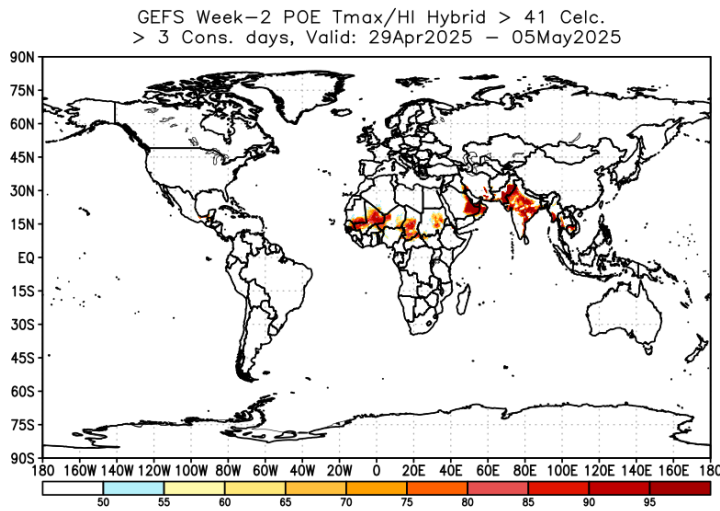 GEFS Week-2 POE Tmax/HI Hybrid > 41 Celc.
> 3 Cons. days, Valid: 29Apr2025 - 05May2025
90N
75N
60N
45N
30N
15N
EQ
15S
30S
45S
60S
75S
90S
180 160W 140W 120W 100W 80W 60W 40W 20W 0 20E 40E 60E 80E 100E 120E 140E 160E 180
50 55 60 65 70 75 80 85 90 95